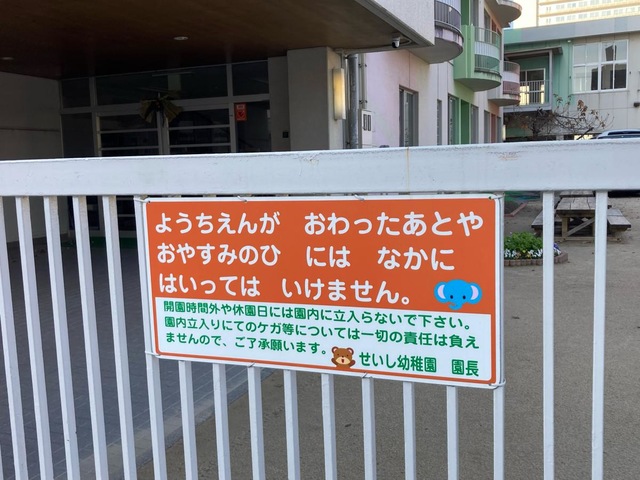 ようちえんが　おわったあとや
おやすみのひ　には　なかに
はいっては　いけません。
開園時間外や休園日には園内に立入らないで下さい。
園内立入りにてのケガ等については一切の責任は負え
ませんので、ご了承願います。
せいし幼稚園　園長